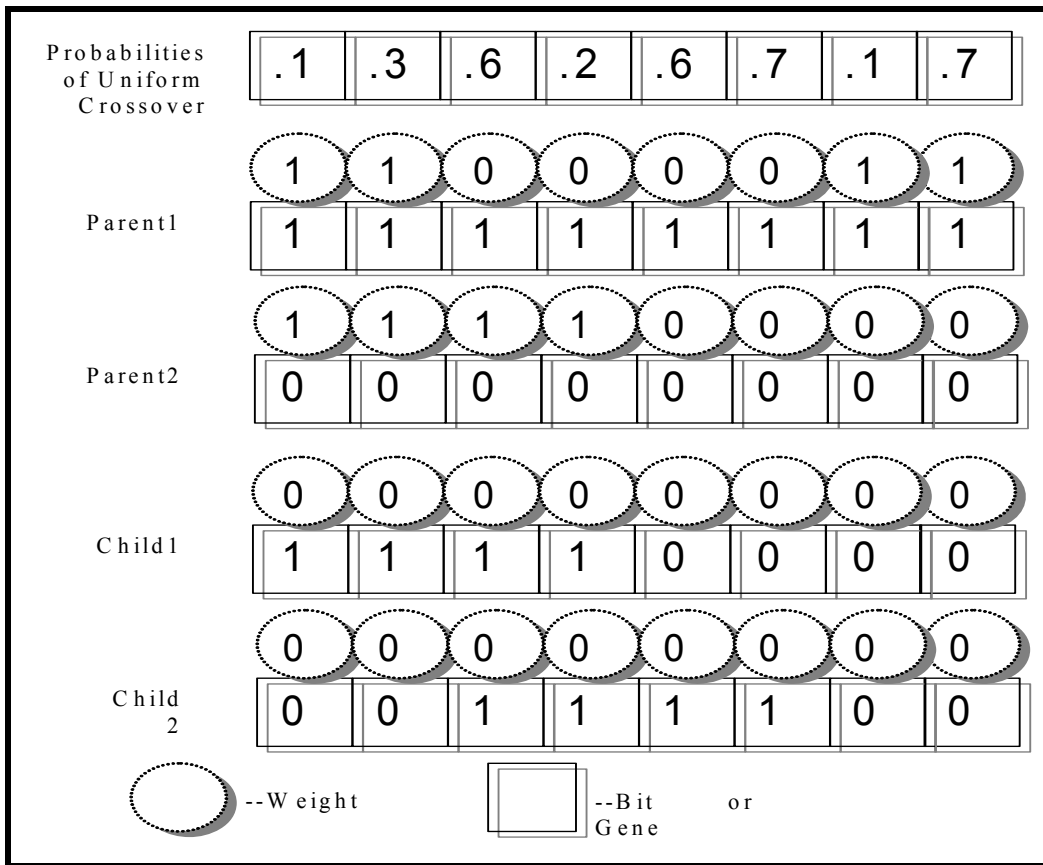 Probabilities
of Uniform
Crossover
.1 .3 .6 .2 .6 .7 .1 .7
1 1 0 0 0 0 1 1
Parent1
1 1 1 1 1 1 1 1
1 1 1 1 0 0 0 0
Parent2
0 0 0 0 0 0 0 0
0 0 0 0 0 0 0 0
Child1
1 1 1 1 0 0 0 0
0 0 0 0 0 0 0 0
Child
2
0 0 1 1 1 1 0 0
--Weight
--Bit or
Gene